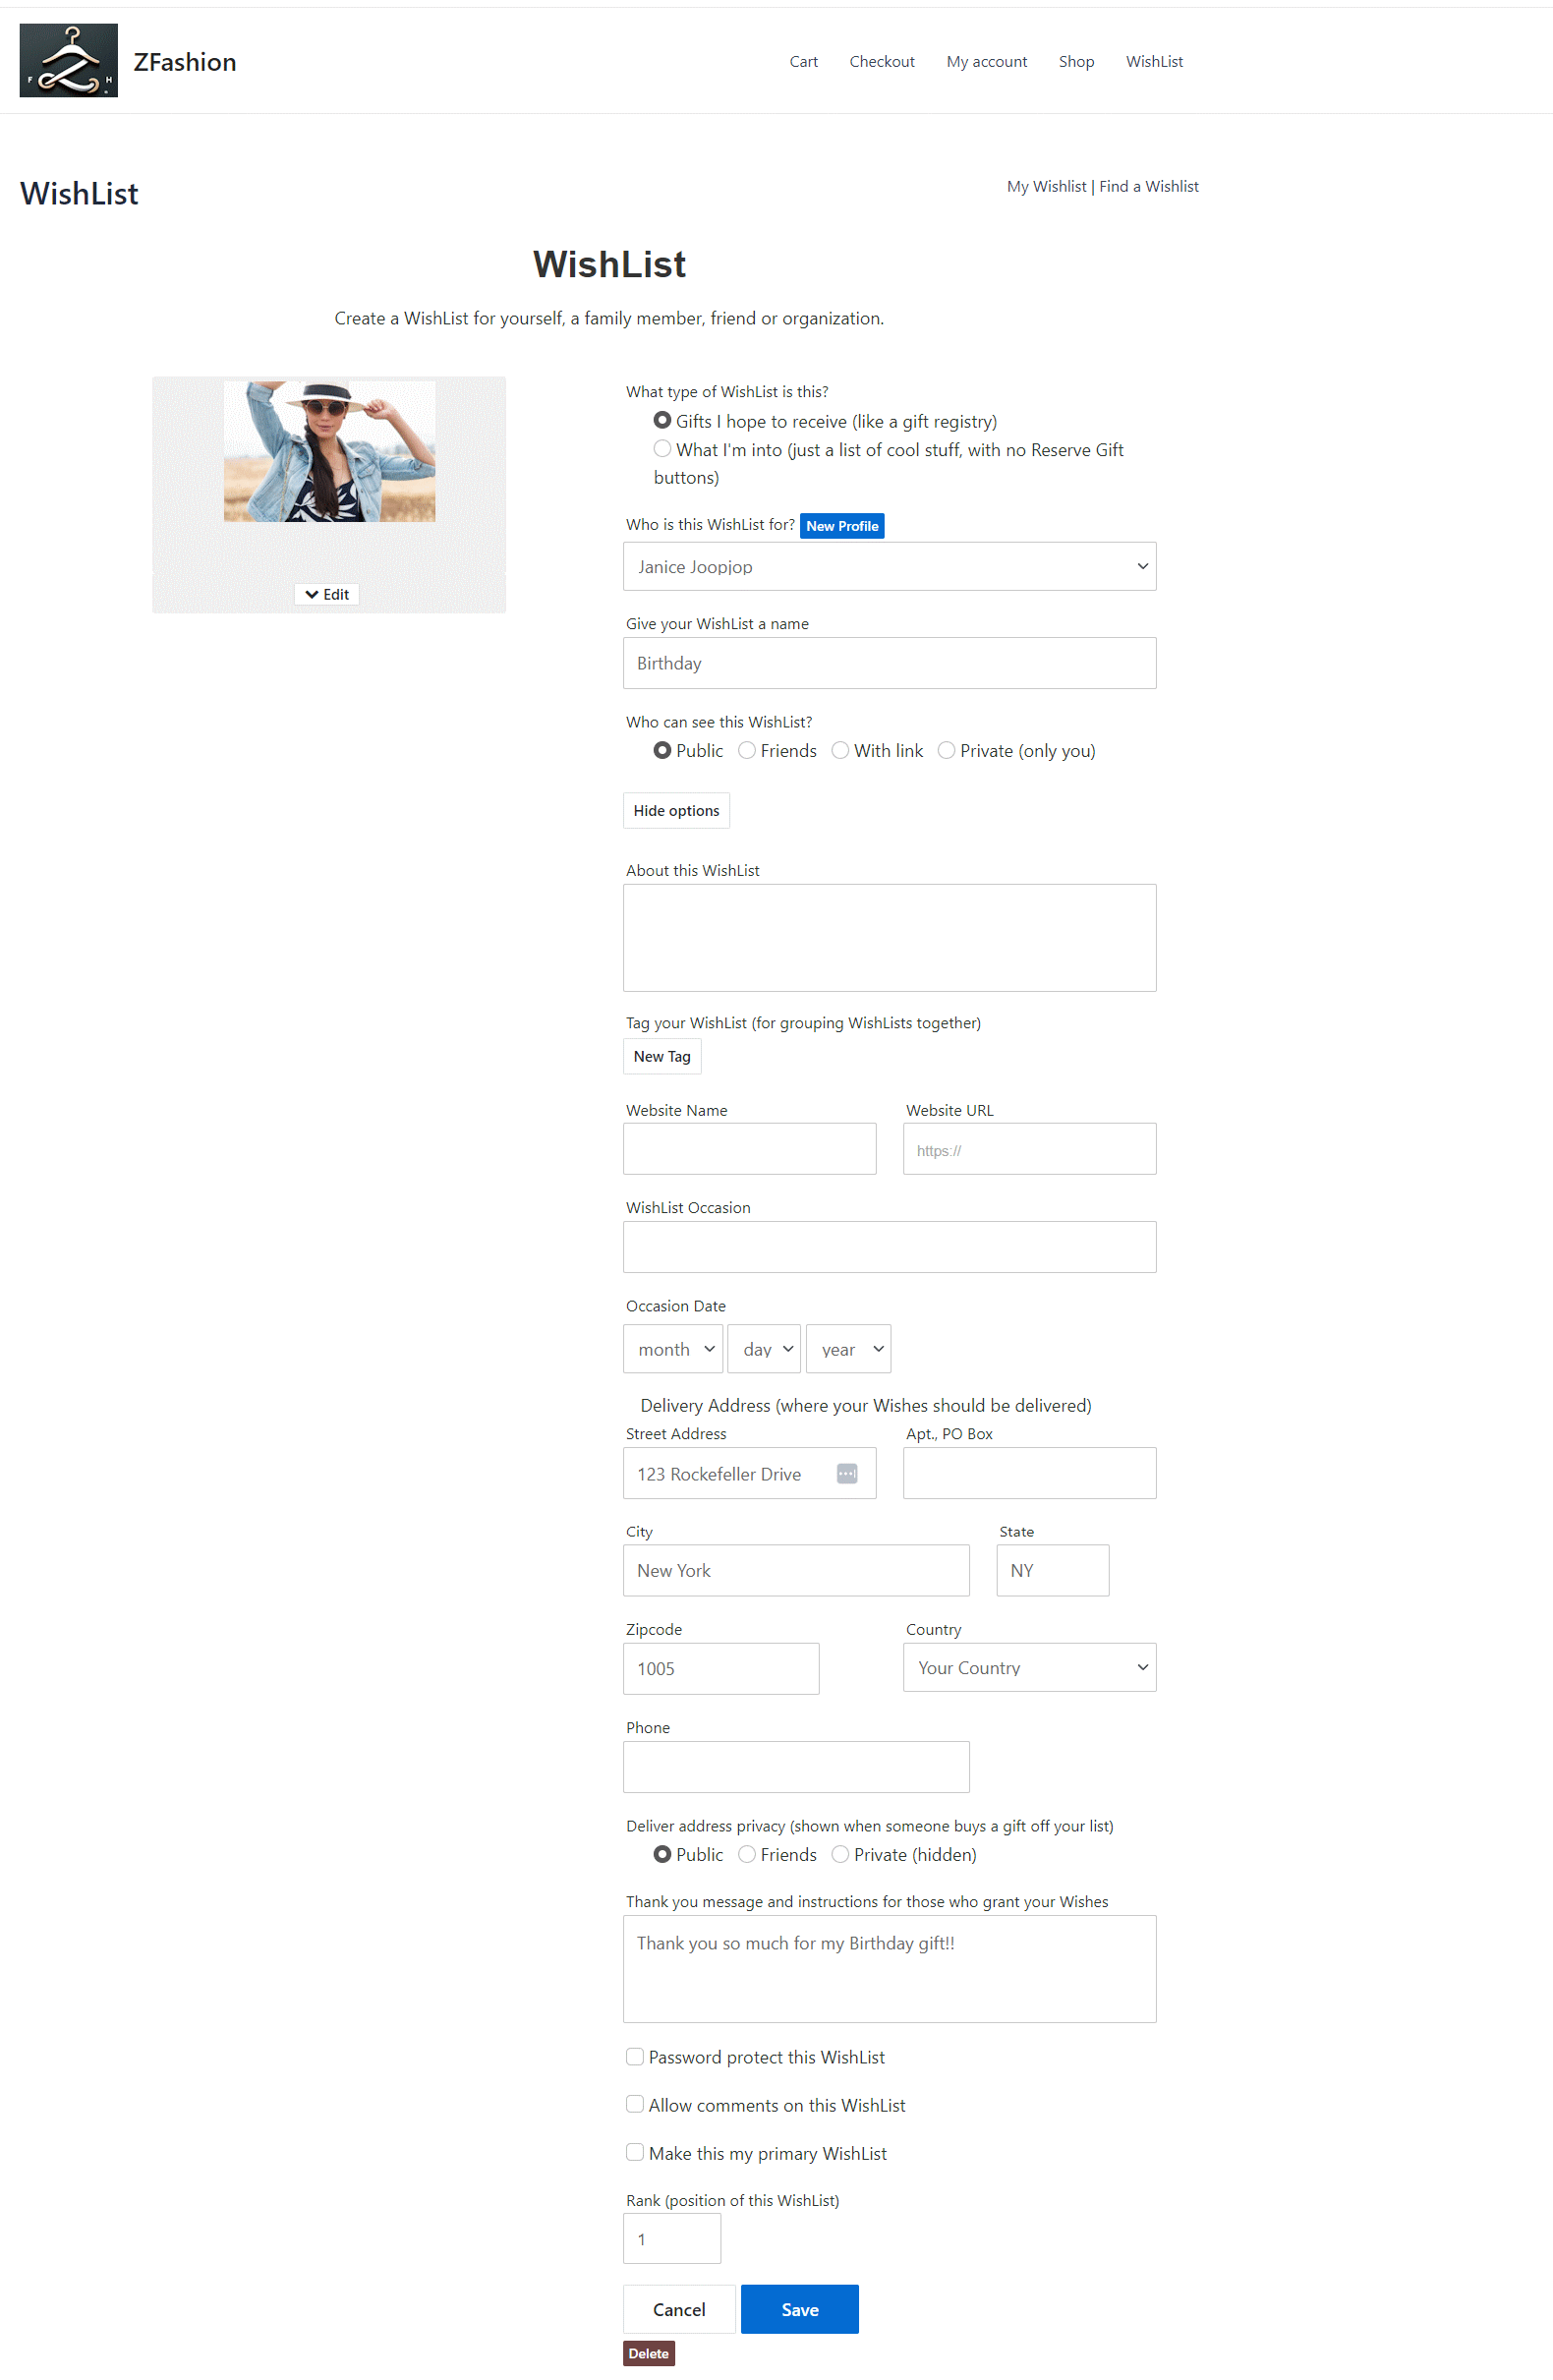 F H
ZFashion
Cart Checkout My account Shop WishList
WishList
My Wishlist | Find a Wishlist
WishList
Create a WishList for yourself, a family member, friend or organization.
Edit
What type of WishList is this?
Gifts I hope to receive (like a gift registry)
What I'm into (just a list of cool stuff, with no Reserve Gift
buttons)
Who is this WishList for? New Profile
Janice Joopjop
Give your WishList a name
Birthday
Who can see this WishList?
Public Friends With link Private (only you)
Hide options
About this WishList
Tag your WishList (for grouping WishLists together)
New Tag
Website Name Website URL
https://
WishList Occasion
Occasion Date
month day year
Delivery Address (where your Wishes should be delivered)
Street Address Apt., PO Box
123 Rockefeller Drive
City State
New York NY
Zipcode Country
1005 Your Country
Phone
Deliver address privacy (shown when someone buys a gift off your list)
Public Friends Private (hidden)
Thank you message and instructions for those who grant your Wishes
Thank you so much for my Birthday gift!!
Password protect this WishList
Allow comments on this WishList
Make this my primary WishList
Rank (position of this WishList)
1
Cancel Save
Delete